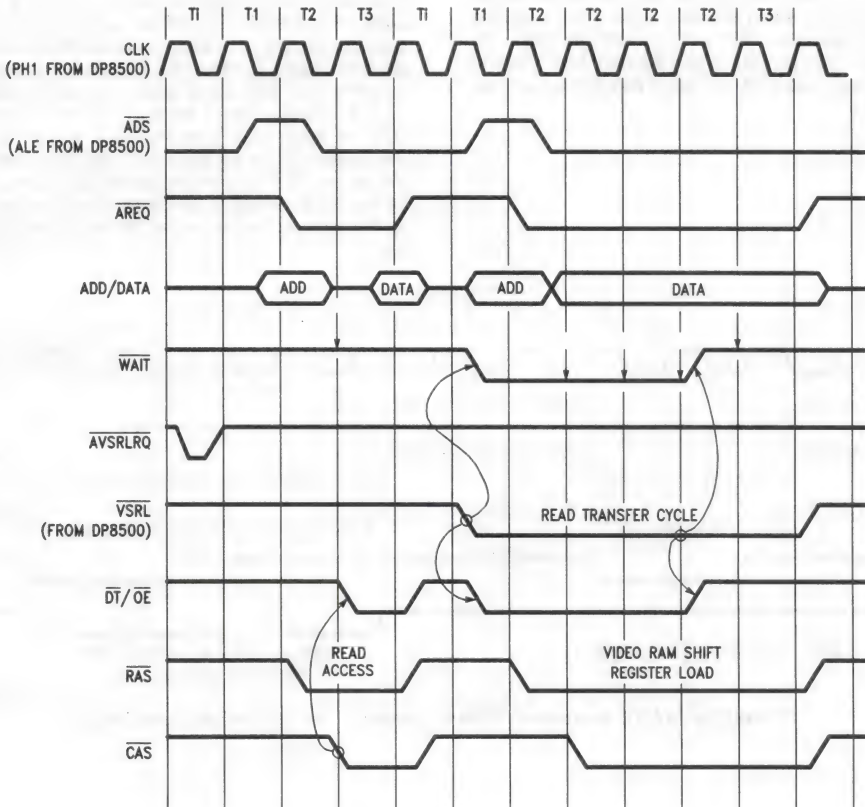 TI T1 T2 T3 TI T1 T2 T2 T2 T2 T3
CLK
(PH1 FROM DP8500)
ADS
(ALE FROM DP8500)
AREQ
ADD/DATA
ADD DATA ADD DATA
WAIT
AVSRLRQ
VSRL
(FROM DP8500)
READ TRANSFER CYCLE
DT/OE
READ
ACCESS
VIDEO RAM SHIFT
REGISTER LOAD
RAS
CAS